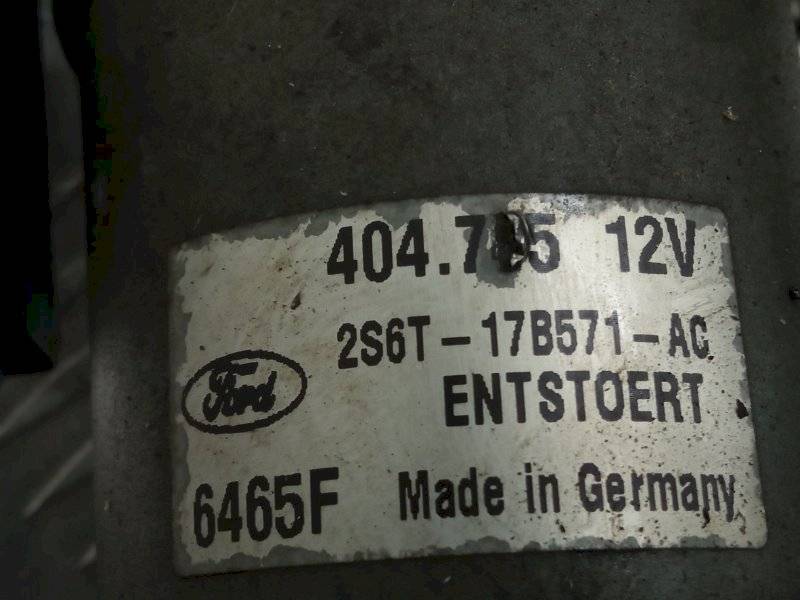 12V
2S6T-17B571-AC
Ford
ENTSTOERT
6465F Made in Germany